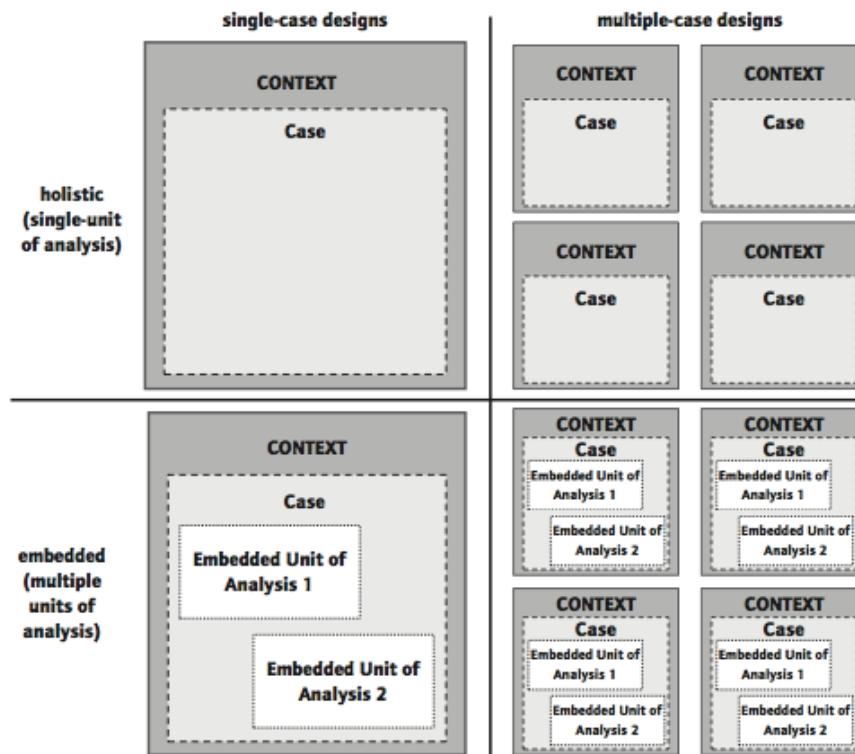 single-case designs
multiple-case designs
holistic
(single-unit
of analysis)
CONTEXT
Case
CONTEXT
Case
CONTEXT
Case
CONTEXT
Case
CONTEXT
Case
embedded
(multiple
units of
analysis)
CONTEXT
Case
Embedded Unit of
Analysis 1
Embedded Unit of
Analysis 2
CONTEXT
Case
Embedded Unit of
Analysis 1
Embedded Unit of
Analysis 2
CONTEXT
Case
Embedded Unit of
Analysis 1
Embedded Unit of
Analysis 2
CONTEXT
Case
Embedded Unit of
Analysis 1
Embedded Unit of
Analysis 2
CONTEXT
Case
Embedded Unit of
Analysis 1
Embedded Unit of
Analysis 2